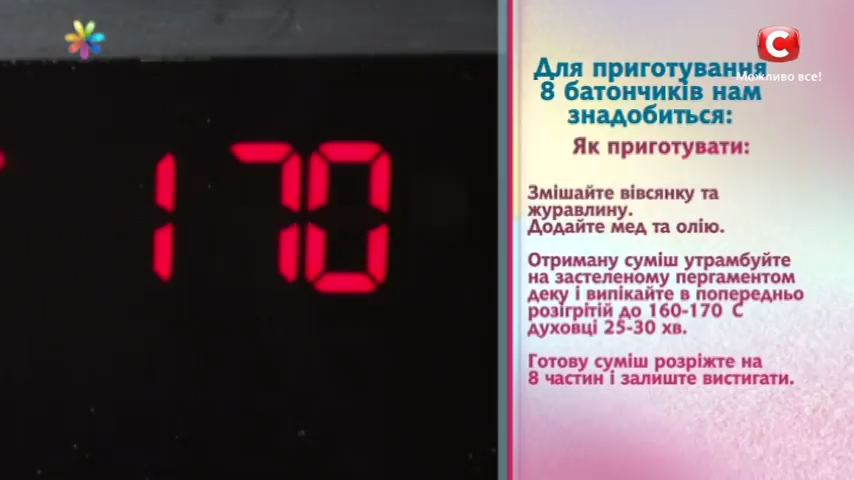 170
С
Можливо все!
Для приготування
8 батончиків нам
знадобиться:
Як приготувати:
Змішайте вівсянку та
журавлину.
Додайте мед та олію.
Отриману суміш утрамбуйте
на застеленому пергаментом
деку і випікайте в попередньо
розігрітій до 160-170 С
духовці 25-30 хв.
Готову суміш розріжте на
8 частин і залиште вистигати.